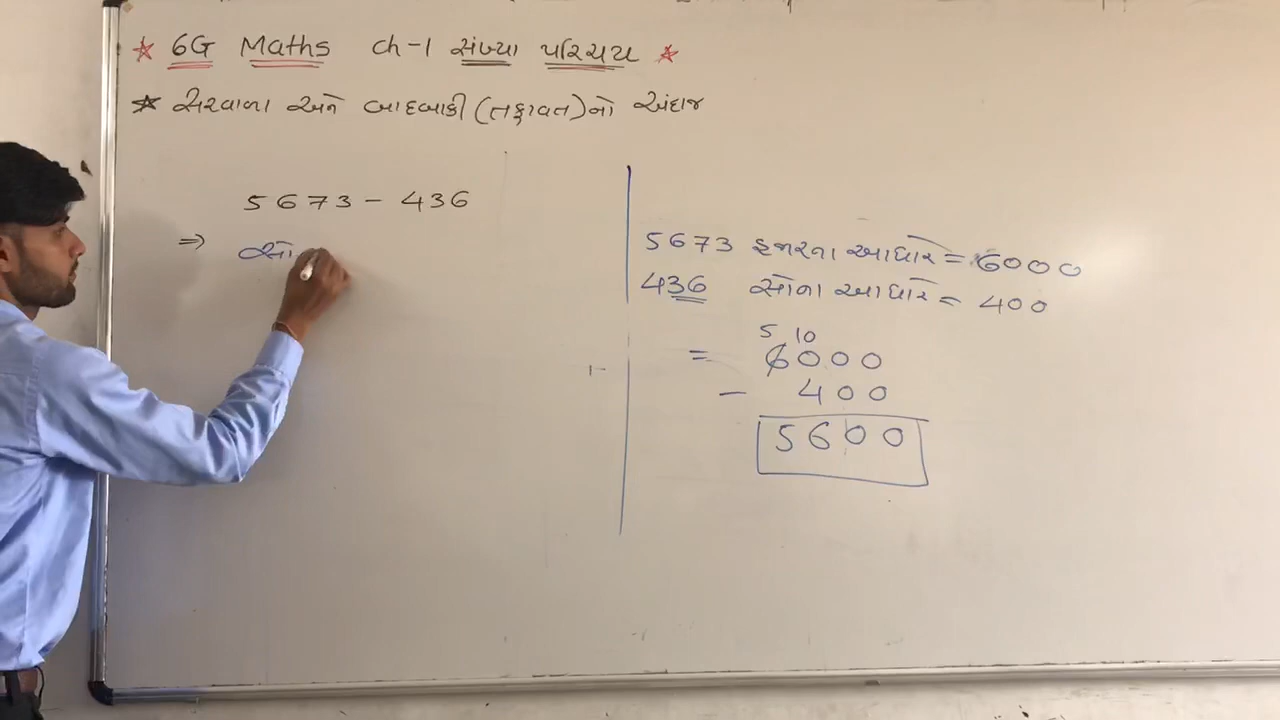 ☆ 6G Maths ch-1 સંખ્યા પરિચય ☆
☆ સરવાળા અને બાદબાકી (તફાવત)નો અંદાજ
5673 - 436
⇒ સો
5673 હજારના આધારે = 6000
436 સોના આધારે = 400
5 10
= 6000
- 400
5600